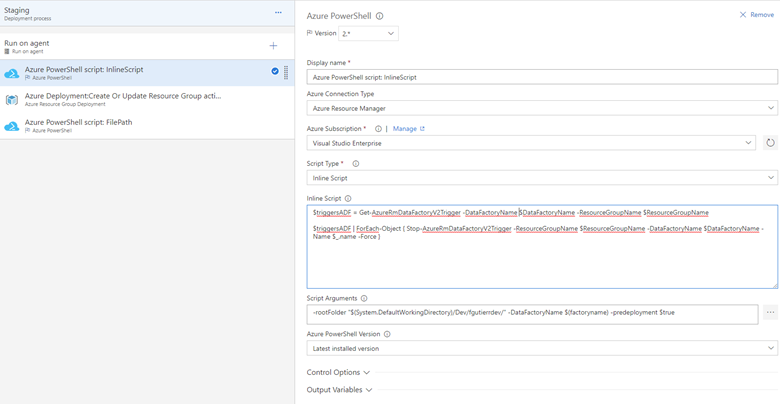 Staging
Deployment process
...
Run on agent
Run on agent
Azure PowerShell script: InlineScript
Azure PowerShell
Azure Deployment:Create Or Update Resource Group acti...
Azure Resource Group Deployment
Azure PowerShell script: FilePath
Azure PowerShell
Azure PowerShell
Remove
Version 2.*
Display name *
Azure PowerShell script: InlineScript
Azure Connection Type
Azure Resource Manager
Azure Subscription * | Manage
Visual Studio Enterprise
Script Type *
Inline Script
Inline Script
$triggersADF = Get-AzureRmDataFactoryV2Trigger -DataFactoryName $DataFactoryName -ResourceGroupName $ResourceGroupName
$triggersADF | ForEach-Object { Stop-AzureRmDataFactoryV2Trigger -ResourceGroupName $ResourceGroupName -DataFactoryName $DataFactoryName -
Name $_.name -Force }
Script Arguments
-rootFolder "$(System.DefaultWorkingDirectory)/Dev/fgutierrdev/" -DataFactoryName $(factoryname) -predeployment $true
...
Azure PowerShell Version
Latest installed version
Control Options
Output Variables